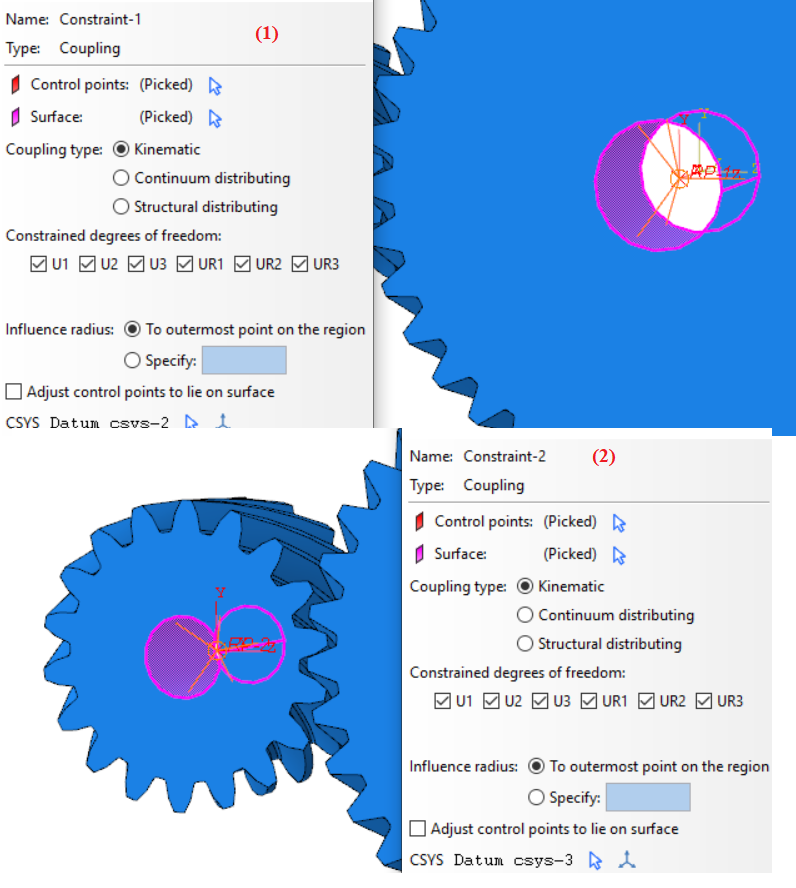 Name: Constraint-1
(1)
Type: Coupling
Control points: (Picked)
Surface: (Picked)
Coupling type: Kinematic
Continuum distributing
Structural distributing
Constrained degrees of freedom:
U1 U2 U3 UR1 UR2 UR3
Influence radius: To outermost point on the region
Specify:
Adjust control points to lie on surface
CSYS Datum csys-2
Y
Name: Constraint-2
(2)
Type: Coupling
Control points: (Picked)
Surface: (Picked)
Coupling type: Kinematic
Continuum distributing
Structural distributing
Constrained degrees of freedom:
U1 U2 U3 UR1 UR2 UR3
Influence radius: To outermost point on the region
Specify:
Adjust control points to lie on surface
CSYS Datum csys-3